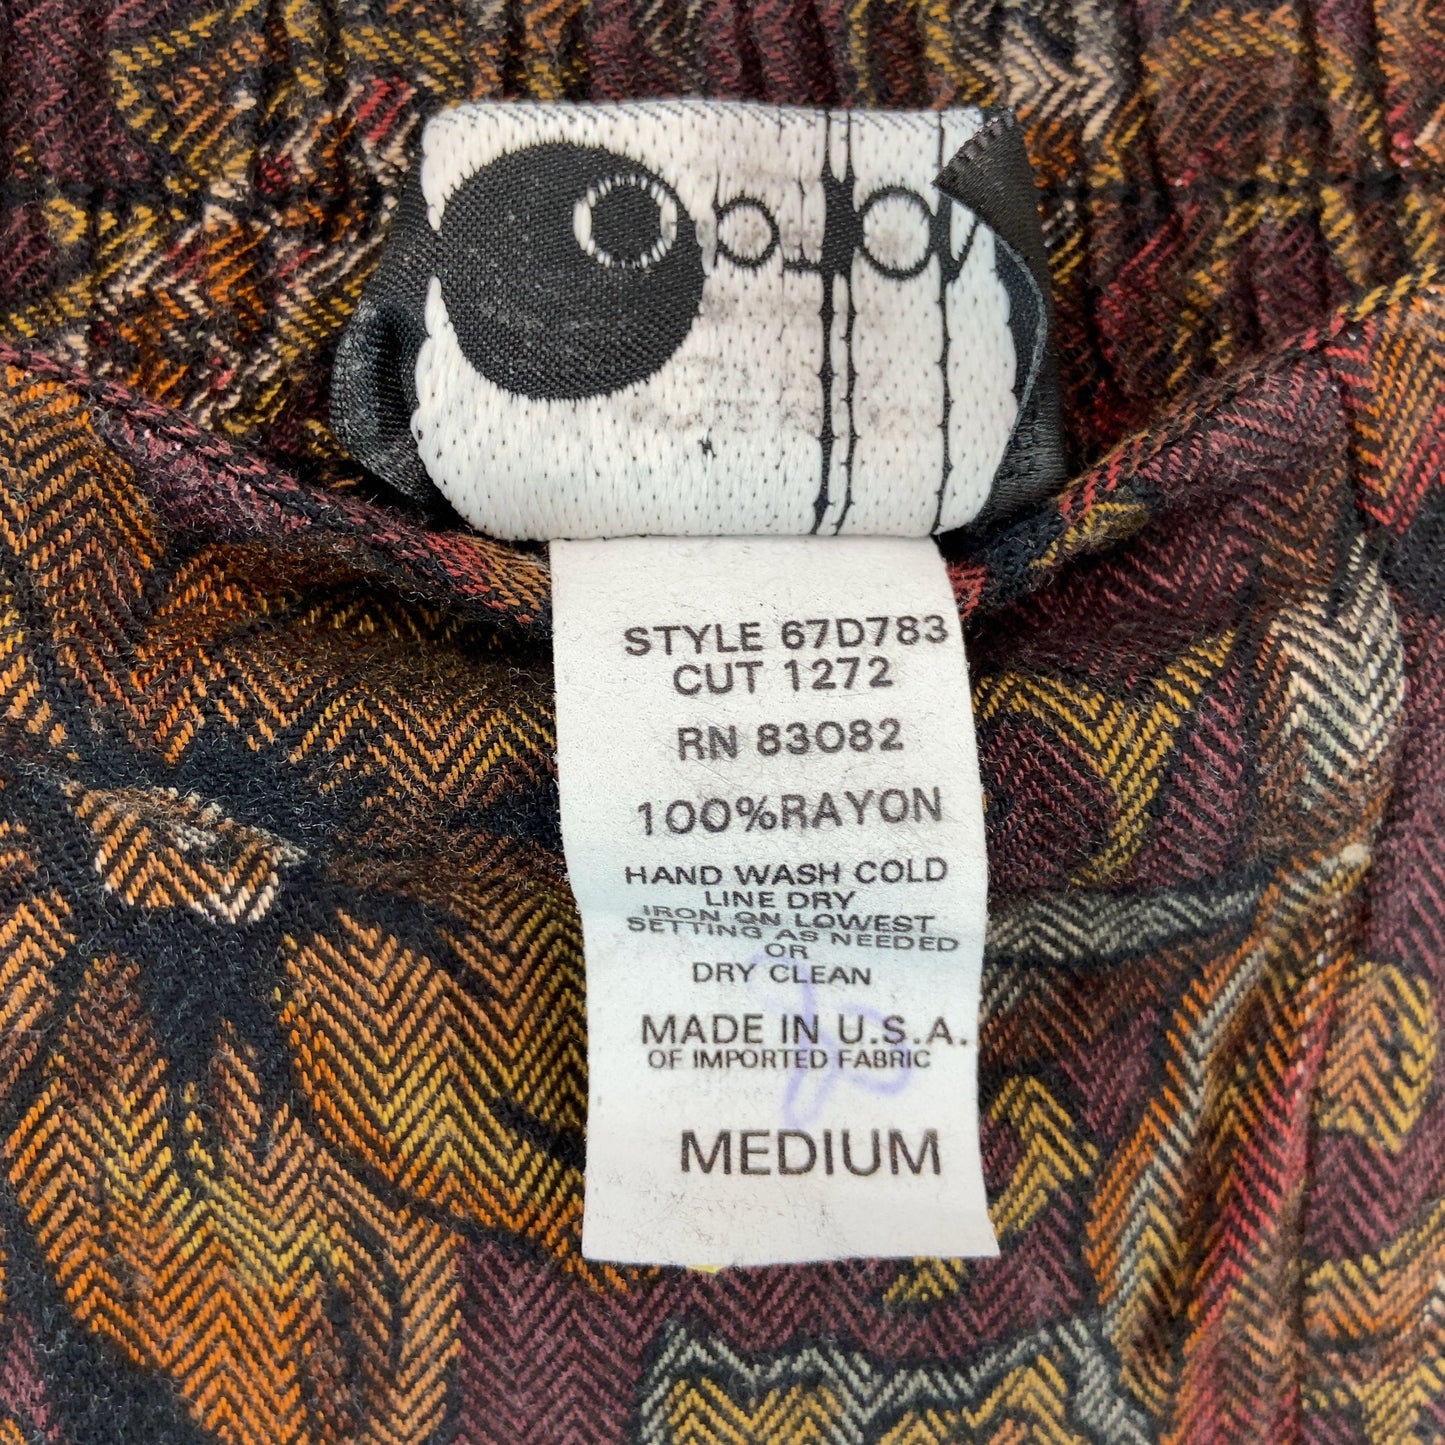 STYLE 67D783
CUT 1272
RN 83082
100%RAYON
HAND WASH COLD
LINE DRY
IRON ON LOWEST
SETTING AS NEEDED
OR
DRY CLEAN
MADE IN U.S.A.
OF IMPORTED FABRIC
MEDIUM